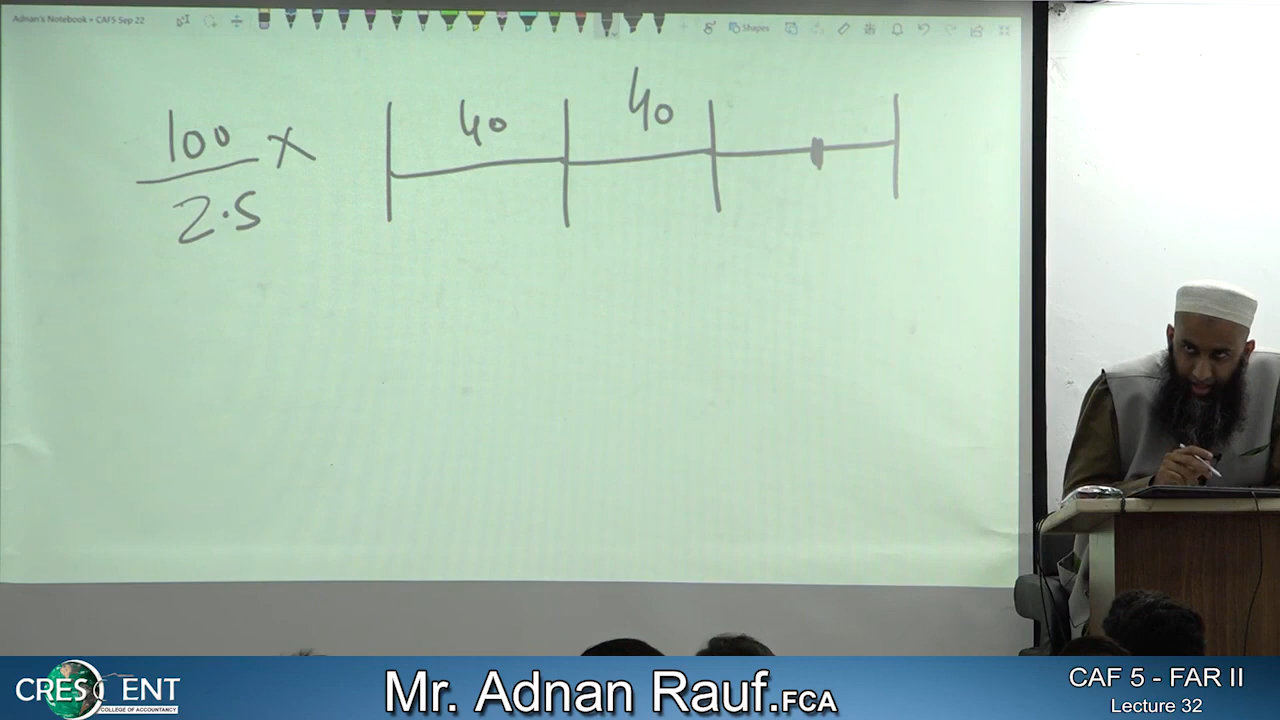 Adnan's Notebook • CAF5 Sep 22
Shapes
100 ×
2.5
40
40
CRESCENT
COLLEGE OF ACCOUNTANCY
Mr. Adnan Rauf.FCA
CAF 5 - FAR II
Lecture 32